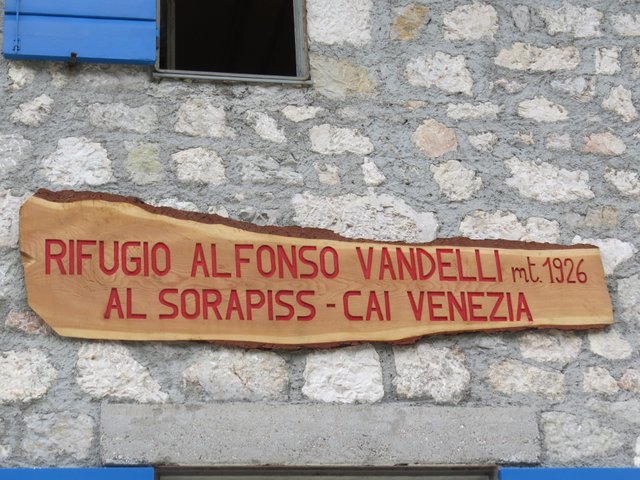 RIFUGIO ALFONSO VANDELLI mt. 1926
AL SORAPISS - CAI VENEZIA